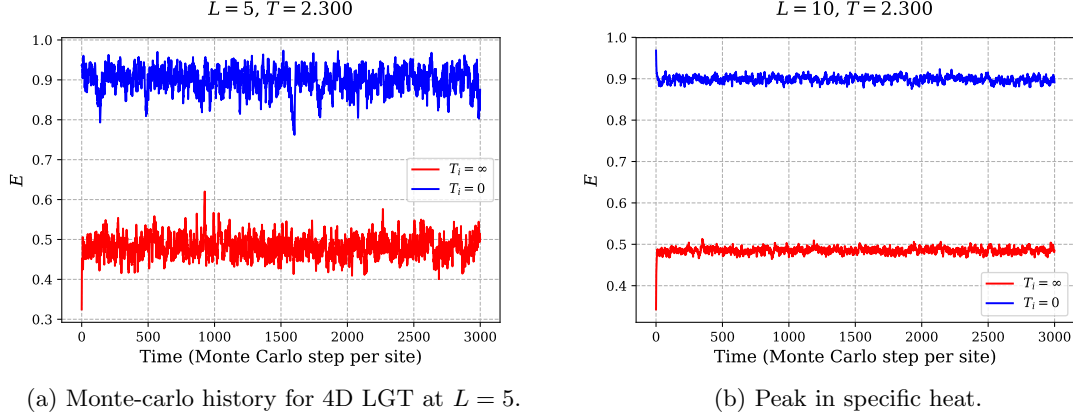 L = 5, T = 2.300
1.0
0.9
0.8
0.7
0.6
0.5
0.4
0.3
E
T_i = ∞
T_i = 0
0 500 1000 1500 2000 2500 3000
Time (Monte Carlo step per site)
(a) Monte-carlo history for 4D LGT at L = 5.
L = 10, T = 2.300
1.0
0.9
0.8
0.7
0.6
0.5
0.4
E
T_i = ∞
T_i = 0
0 500 1000 1500 2000 2500 3000
Time (Monte Carlo step per site)
(b) Peak in specific heat.